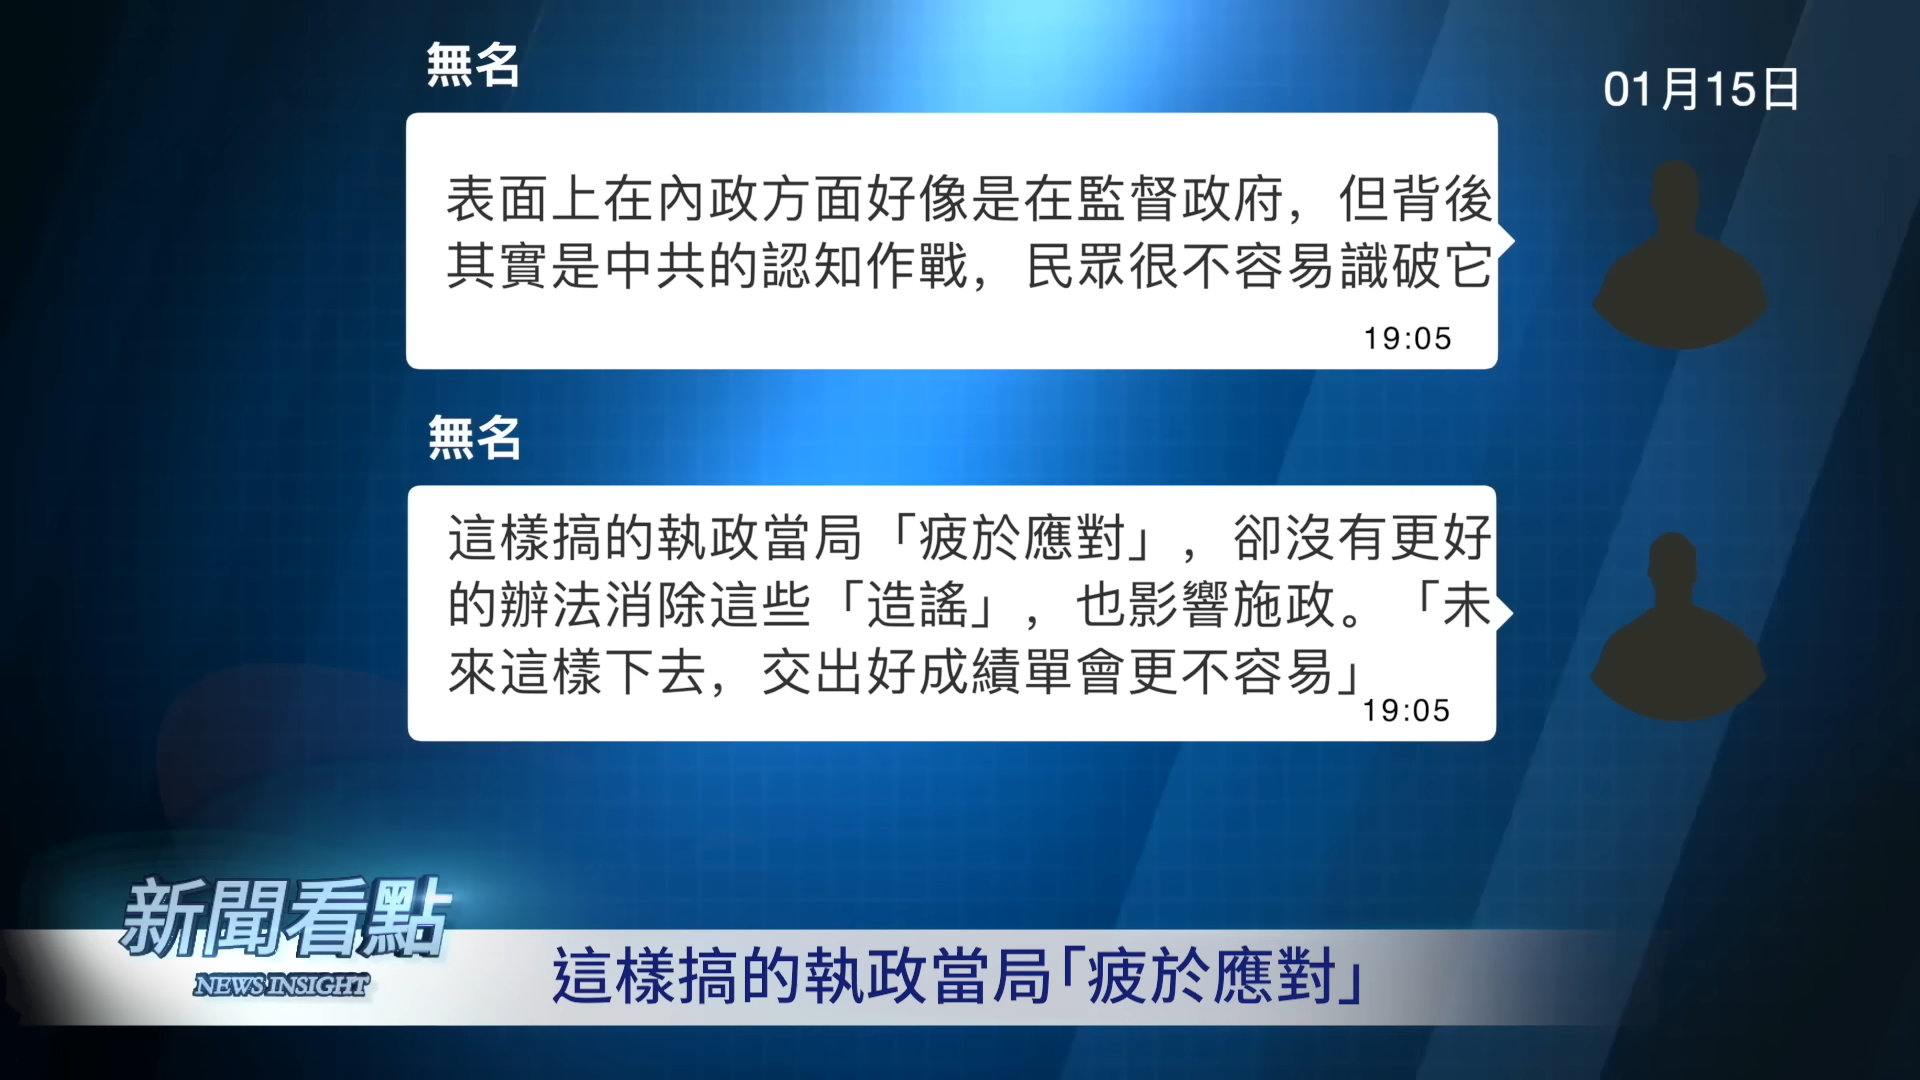 無名
01月15日
表面上在內政方面好像是在監督政府，但背後
其實是中共的認知作戰，民眾很不容易識破它
19:05
無名
這樣搞的執政當局「疲於應對」，卻沒有更好
的辦法消除這些「造謠」，也影響施政。「未
來這樣下去，交出好成績單會更不容易」
19:05
新聞看點
NEWS INSIGHT
這樣搞的執政當局「疲於應對」